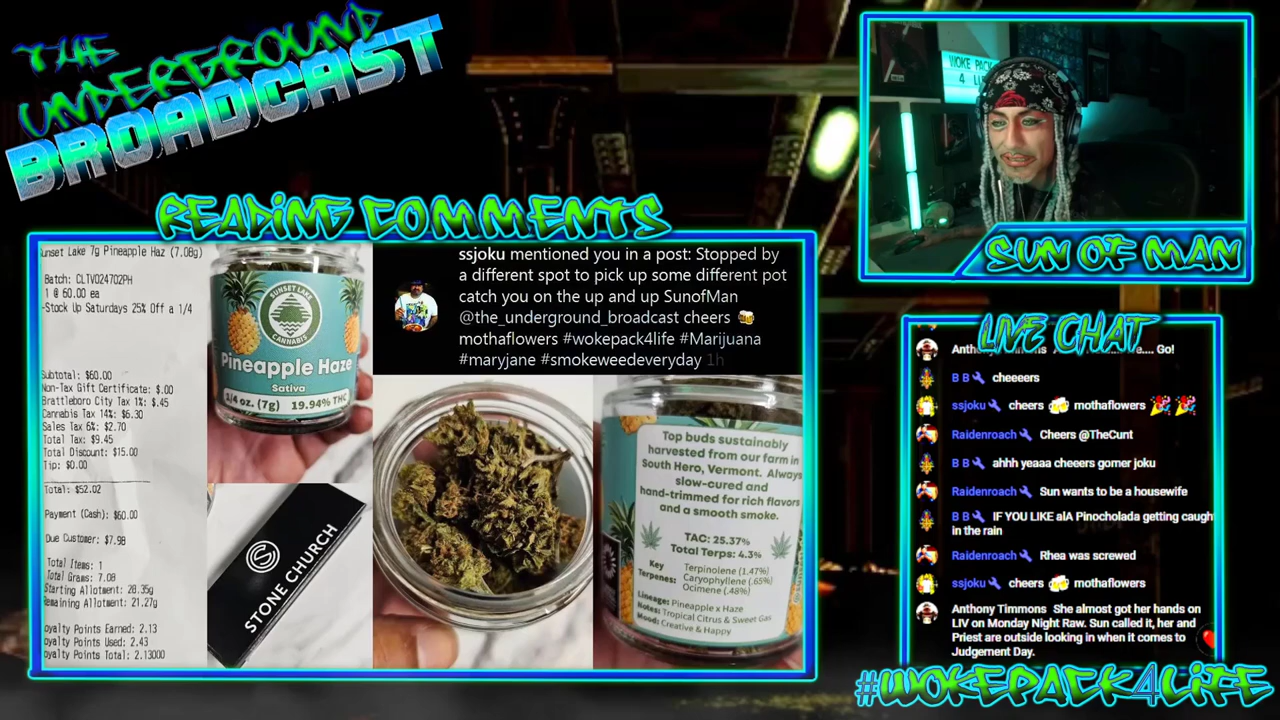 THE
UNDERGROUND
BROADCAST
READING COMMENTS
Sunset Lake 7g Pineapple Haz (7.08g)
Batch: CLTV024702PH
1 @ 60.00 ea
-Stock Up Saturdays 25% Off a 1/4
Subtotal: $60.00
Non-Tax Gift Certificate: $.00
Brattleboro City Tax 1%: $.45
Cannabis Tax 14%: $6.30
Sales Tax 6%: $2.70
Total Tax: $9.45
Total Discount: $15.00
Tip: $0.00
Total: $52.02
Payment (Cash): $60.00
Due Customer: $7.98
Total Items: 1
Total Grams: 7.08
Starting Allotment: 28.35g
Remaining Allotment: 21.27g
oyalty Points Earned: 2.13
oyalty Points Used: 2.43
oyalty Points Total: 2.13000
SUNSET LAKE
CANNABIS
Pineapple Haze
Sativa
1/4 oz. (7g) 19.94% THC
STONE CHURCH
ssjoku mentioned you in a post: Stopped by
a different spot to pick up some different pot
catch you on the up and up SunofMan
@the_underground_broadcast cheers 🍻
mothaflowers #wokepack4life #Marijuana
#maryjane #smokeweedeveryday 1h
Top buds sustainably
harvested from our farm in
South Hero, Vermont. Always
slow-cured and
hand-trimmed for rich flavors
and a smooth smoke.
TAC: 25.37%
Total Terps: 4.3%
Key
Terpenes:
Terpinolene (1.47%)
Caryophyllene (.65%)
Ocimene (.48%)
Lineage: Pineapple x Haze
Notes: Tropical Citrus & Sweet Gas
Mood: Creative & Happy
WOKE PACK
4 LI
SUN OF MAN
LIVE CHAT
Go!
B B cheeeers
ssjoku cheers 🍻 mothaflowers 🎉🎉
Raidenroach Cheers @TheCunt
B B ahhh yeaaa cheeers gomer joku
Raidenroach Sun wants to be a housewife
B B IF YOU LIKE alA Pinocholada getting caught
in the rain
Raidenroach Rhea was screwed
ssjoku cheers 🍻 mothaflowers
Anthony Timmons She almost got her hands on
LIV on Monday Night Raw. Sun called it, her and
Priest are outside looking in when it comes to
Judgement Day.
#WOKEPACK4LIFE